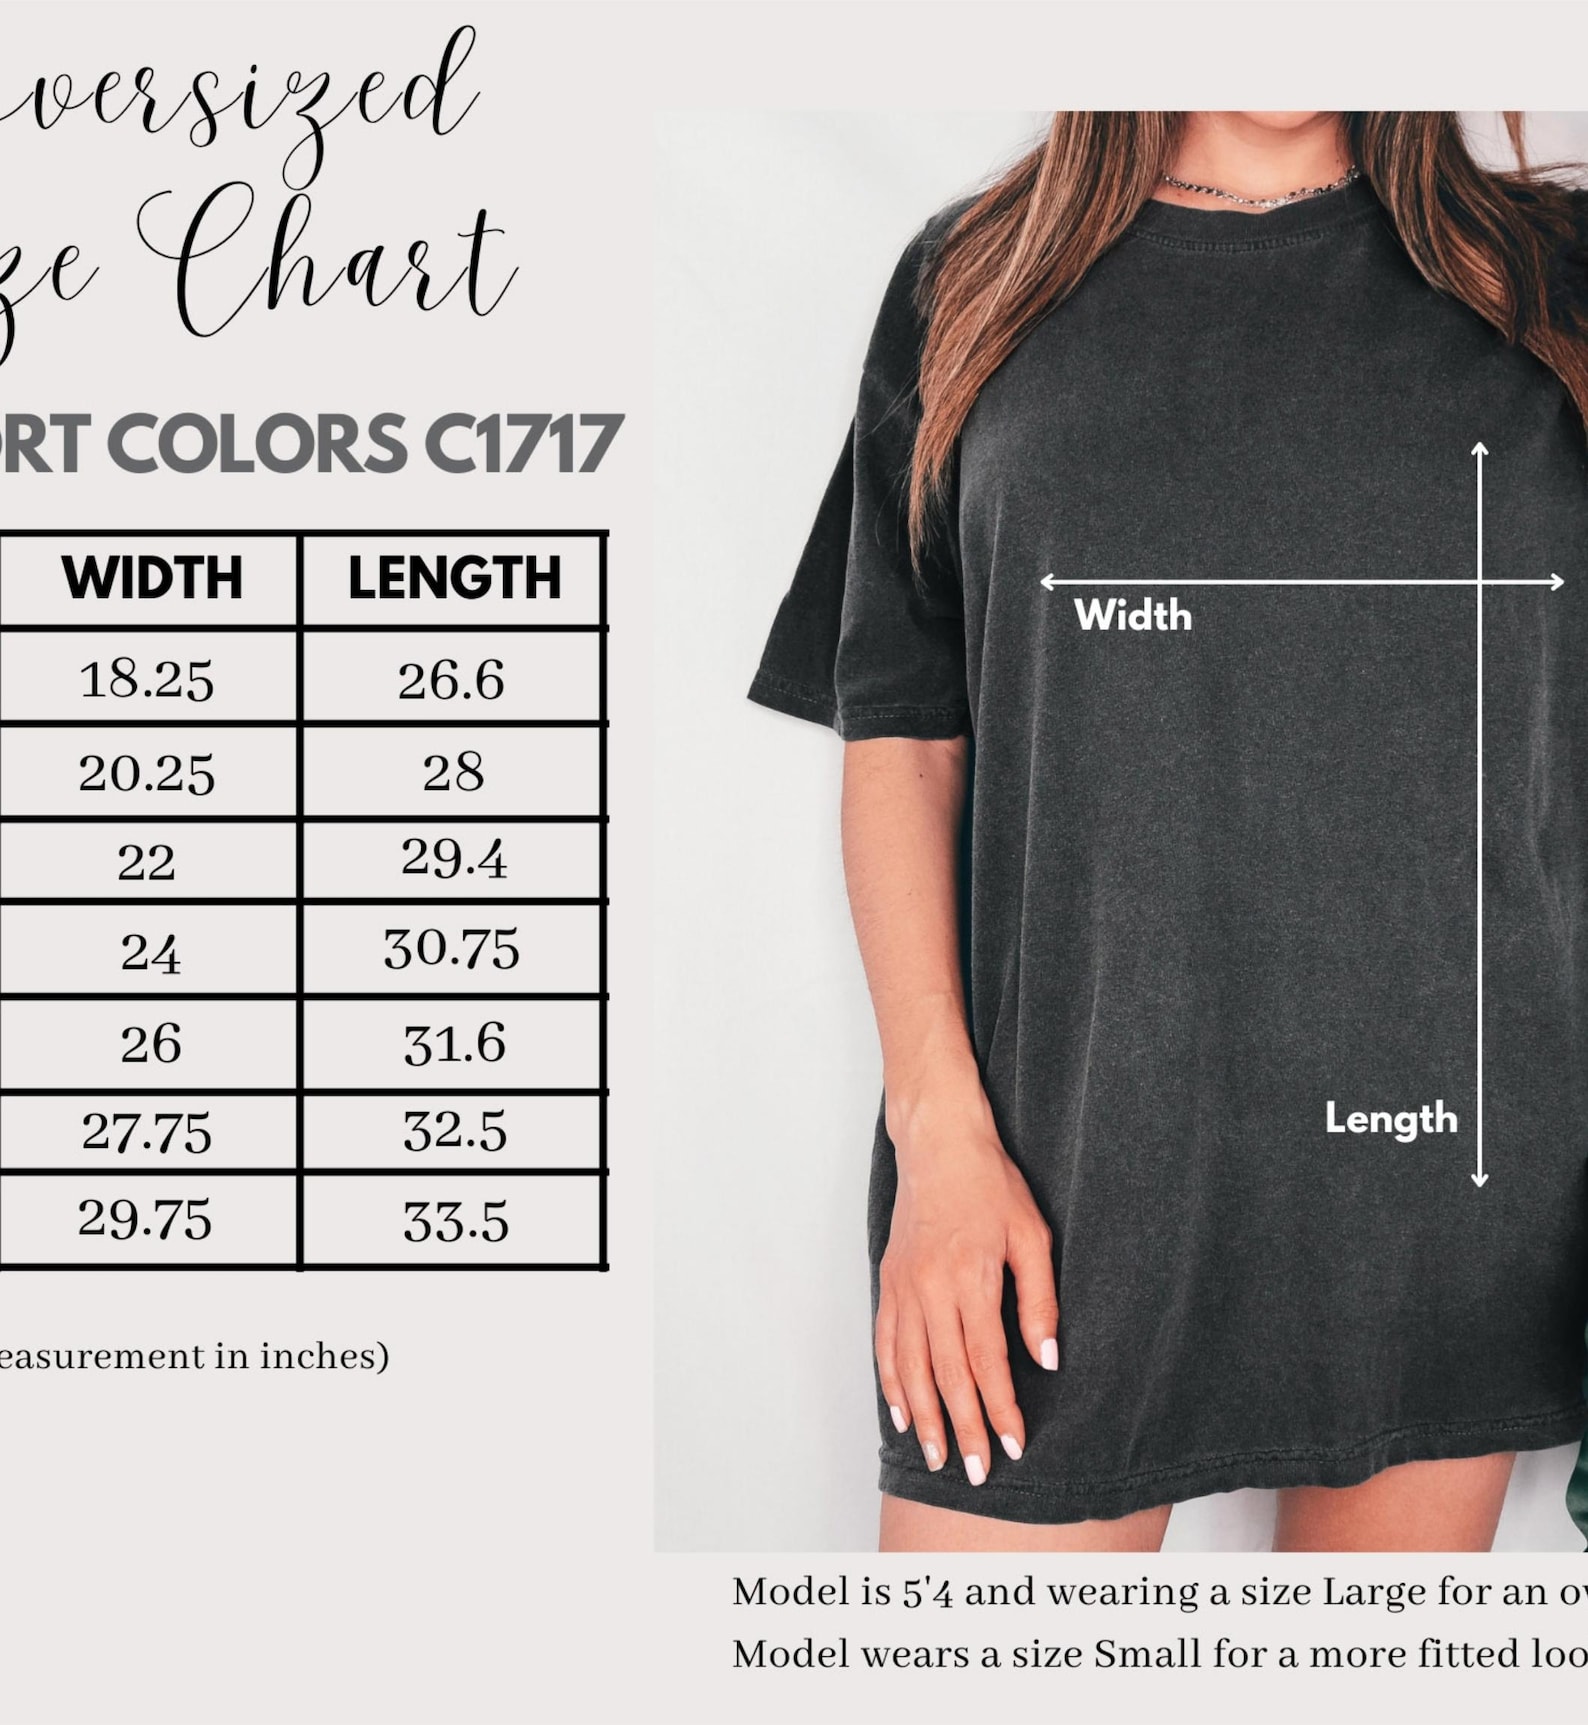 versized
ze Chart
ORT COLORS C1717
WIDTH LENGTH
18.25 26.6
20.25 28
22 29.4
24 30.75
26 31.6
27.75 32.5
29.75 33.5
easurement in inches)
Width
Length
Model is 5'4 and wearing a size Large for an ov
Model wears a size Small for a more fitted loo